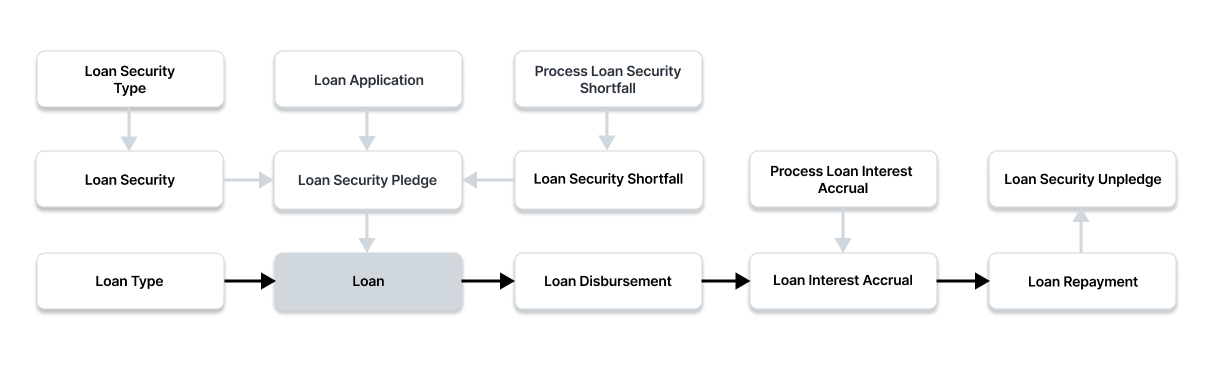 Loan Security
Type
Loan Application
Process Loan Security
Shortfall
Loan Security
Loan Security Pledge
Loan Security Shortfall
Process Loan Interest
Accrual
Loan Security Unpledge
Loan Type
Loan
Loan Disbursement
Loan Interest Accrual
Loan Repayment